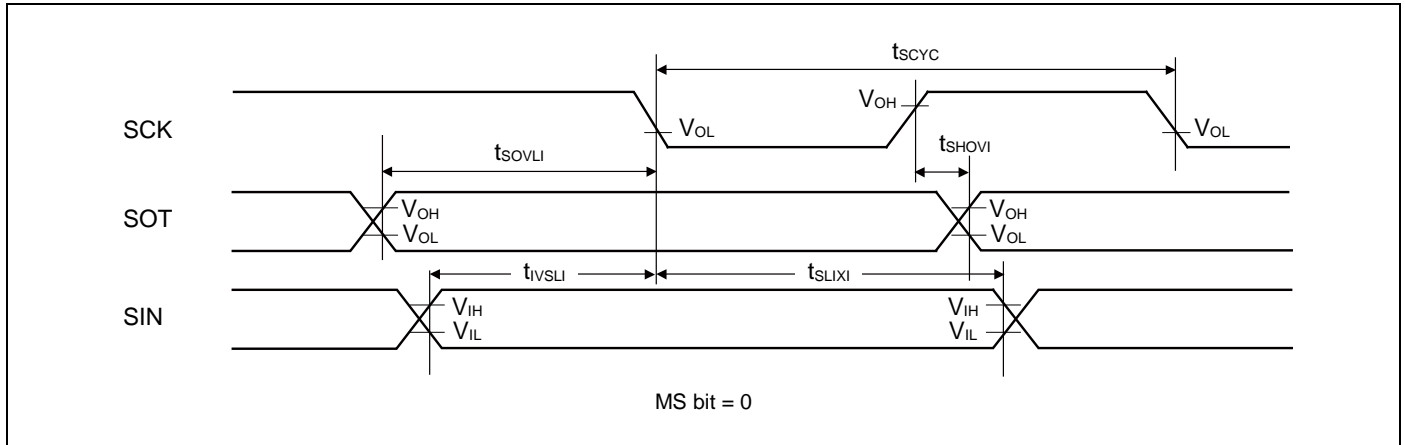 tSCYC
SCK
VOH
VOL
VOL
tSOVLI
tSHOVI
SOT
VOH
VOL
VOH
VOL
tIVSLI
tSLIXI
SIN
VIH
VIL
VIH
VIL
MS bit = 0